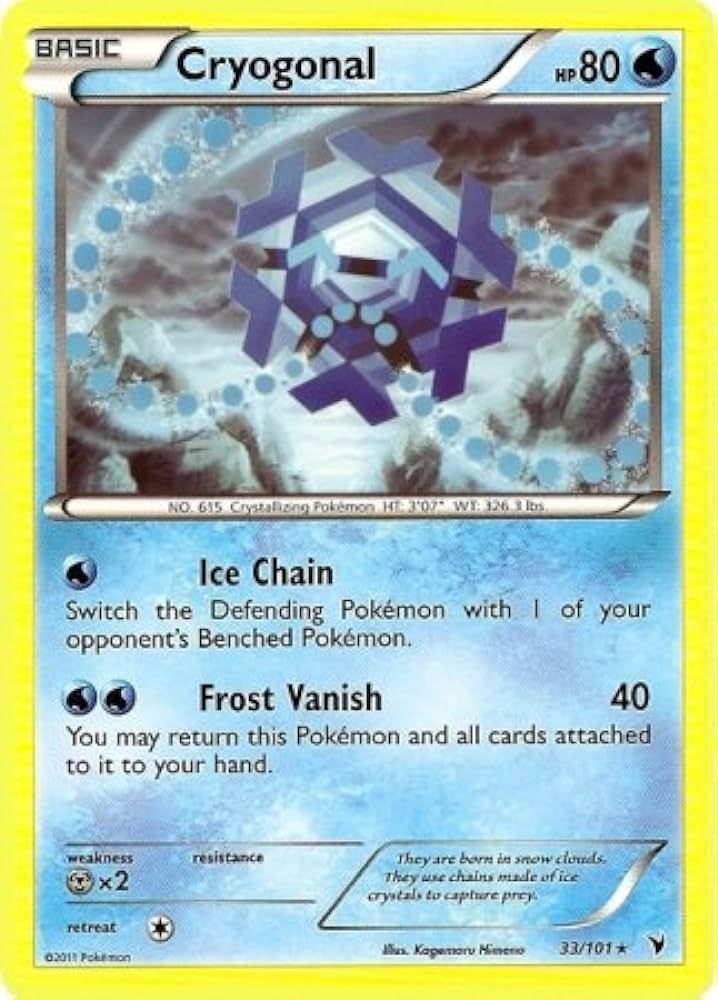 BASIC Cryogonal HP80
NO. 615 Crystallizing Pokémon HT: 3'07" WT: 326.3 lbs.
Ice Chain
Switch the Defending Pokémon with 1 of your
opponent's Benched Pokémon.
Frost Vanish 40
You may return this Pokémon and all cards attached
to it to your hand.
weakness resistance
×2
retreat
They are born in snow clouds.
They use chains made of ice
crystals to capture prey.
©2011 Pokémon Illus. Kagemaru Himeno 33/101 ★